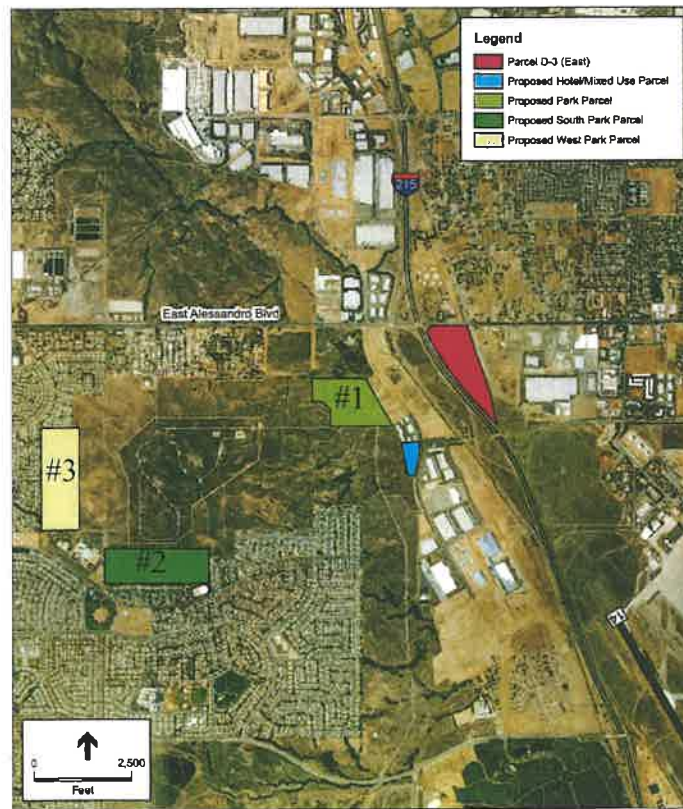 Legend
Parcel D-3 (East)
Proposed Hotel/Mixed Use Parcel
Proposed Park Parcel
Proposed South Park Parcel
Proposed West Park Parcel
215
East Alessandro Blvd
#1
#3
#2
14
0 2,500
Feet